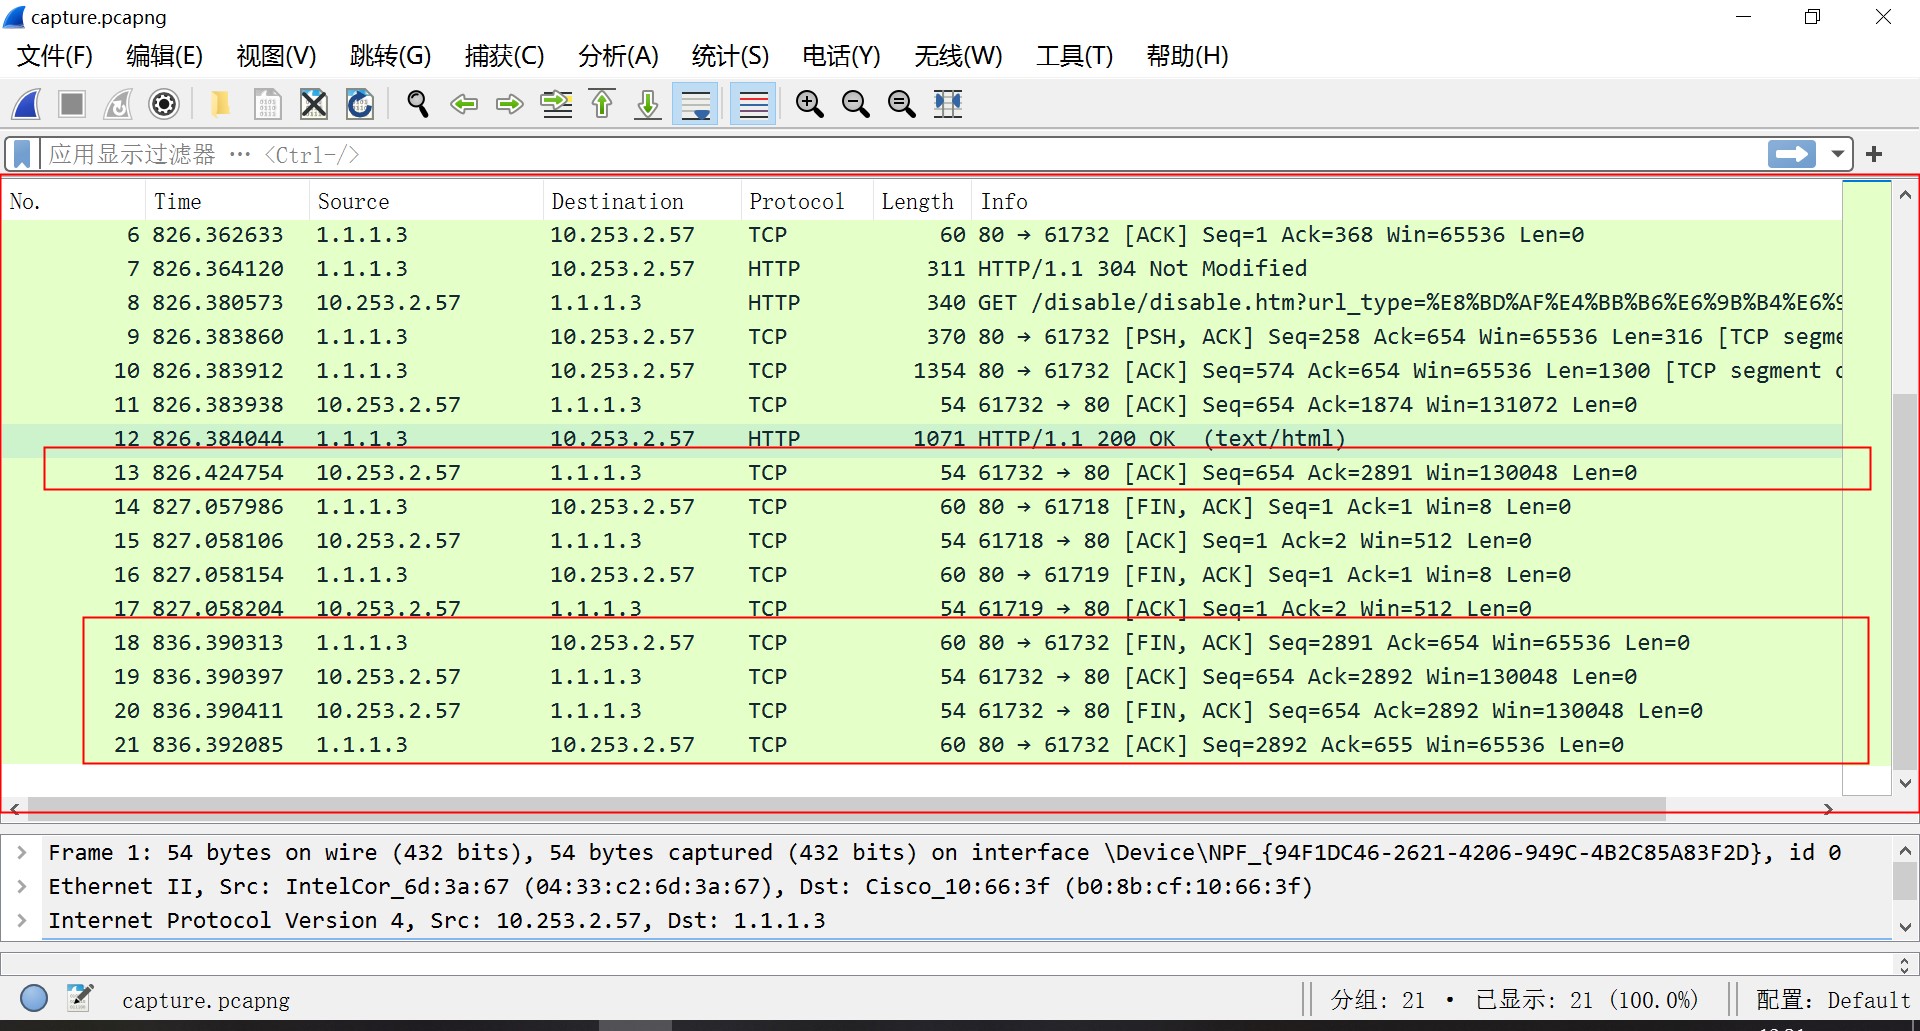 capture.pcapng
文件(F) 编辑(E) 视图(V) 跳转(G) 捕获(C) 分析(A) 统计(S) 电话(Y) 无线(W) 工具(T) 帮助(H)
应用显示过滤器 … <Ctrl-/>
No. Time Source Destination Protocol Length Info
6 826.362633 1.1.1.3 10.253.2.57 TCP 60 80 → 61732 [ACK] Seq=1 Ack=368 Win=65536 Len=0
7 826.364120 1.1.1.3 10.253.2.57 HTTP 311 HTTP/1.1 304 Not Modified
8 826.380573 10.253.2.57 1.1.1.3 HTTP 340 GET /disable/disable.htm?url_type=%E8%BD%AF%E4%BB%B6%E6%9B%B4%E6%9
9 826.383860 1.1.1.3 10.253.2.57 TCP 370 80 → 61732 [PSH, ACK] Seq=258 Ack=654 Win=65536 Len=316 [TCP segme
10 826.383912 1.1.1.3 10.253.2.57 TCP 1354 80 → 61732 [ACK] Seq=574 Ack=654 Win=65536 Len=1300 [TCP segment
11 826.383938 10.253.2.57 1.1.1.3 TCP 54 61732 → 80 [ACK] Seq=654 Ack=1874 Win=131072 Len=0
12 826.384044 1.1.1.3 10.253.2.57 HTTP 1071 HTTP/1.1 200 OK (text/html)
13 826.424754 10.253.2.57 1.1.1.3 TCP 54 61732 → 80 [ACK] Seq=654 Ack=2891 Win=130048 Len=0
14 827.057986 1.1.1.3 10.253.2.57 TCP 60 80 → 61718 [FIN, ACK] Seq=1 Ack=1 Win=8 Len=0
15 827.058106 10.253.2.57 1.1.1.3 TCP 54 61718 → 80 [ACK] Seq=1 Ack=2 Win=512 Len=0
16 827.058154 1.1.1.3 10.253.2.57 TCP 60 80 → 61719 [FIN, ACK] Seq=1 Ack=1 Win=8 Len=0
17 827.058204 10.253.2.57 1.1.1.3 TCP 54 61719 → 80 [ACK] Seq=1 Ack=2 Win=512 Len=0
18 836.390313 1.1.1.3 10.253.2.57 TCP 60 80 → 61732 [FIN, ACK] Seq=2891 Ack=654 Win=65536 Len=0
19 836.390397 10.253.2.57 1.1.1.3 TCP 54 61732 → 80 [ACK] Seq=654 Ack=2892 Win=130048 Len=0
20 836.390411 10.253.2.57 1.1.1.3 TCP 54 61732 → 80 [FIN, ACK] Seq=654 Ack=2892 Win=130048 Len=0
21 836.392085 1.1.1.3 10.253.2.57 TCP 60 80 → 61732 [ACK] Seq=2892 Ack=655 Win=65536 Len=0
Frame 1: 54 bytes on wire (432 bits), 54 bytes captured (432 bits) on interface \Device\NPF_{94F1DC46-2621-4206-949C-4B2C85A83F2D}, id 0
Ethernet II, Src: IntelCor_6d:3a:67 (04:33:c2:6d:3a:67), Dst: Cisco_10:66:3f (b0:8b:cf:10:66:3f)
Internet Protocol Version 4, Src: 10.253.2.57, Dst: 1.1.1.3
capture.pcapng 分组: 21 · 已显示: 21 (100.0%) 配置: Default